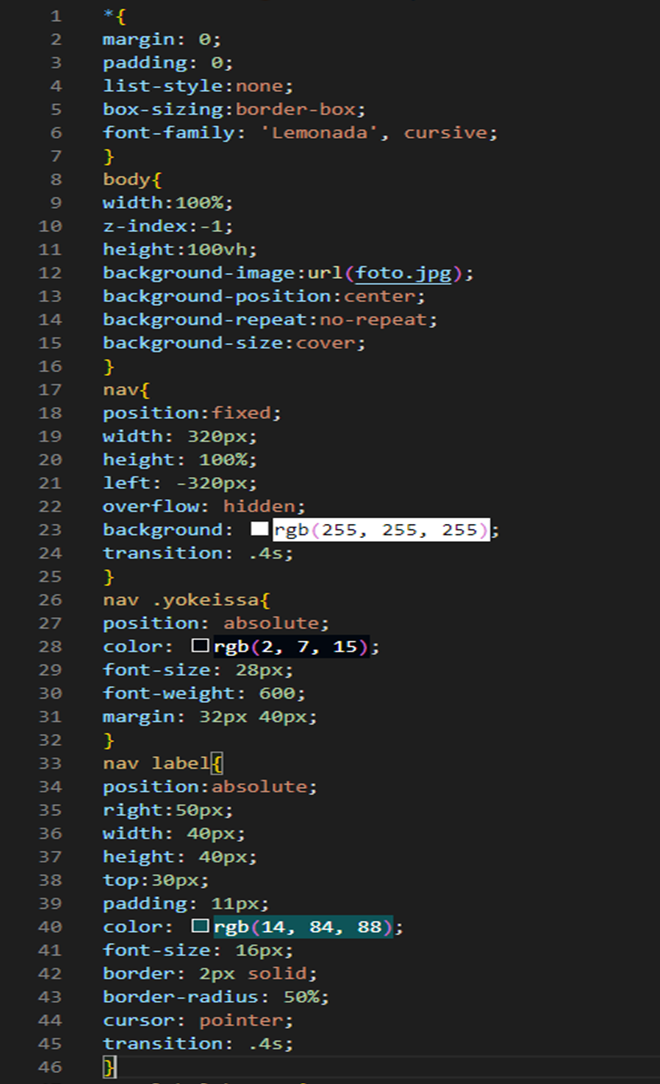 1 *{
2 margin: 0;
3 padding: 0;
4 list-style:none;
5 box-sizing:border-box;
6 font-family: 'Lemonada', cursive;
7 }
8 body{
9 width:100%;
10 z-index:-1;
11 height:100vh;
12 background-image:url(foto.jpg);
13 background-position:center;
14 background-repeat:no-repeat;
15 background-size:cover;
16 }
17 nav{
18 position:fixed;
19 width: 320px;
20 height: 100%;
21 left: -320px;
22 overflow: hidden;
23 background: rgb(255, 255, 255);
24 transition: .4s;
25 }
26 nav .yokeissa{
27 position: absolute;
28 color: rgb(2, 7, 15);
29 font-size: 28px;
30 font-weight: 600;
31 margin: 32px 40px;
32 }
33 nav label{
34 position:absolute;
35 right:50px;
36 width: 40px;
37 height: 40px;
38 top:30px;
39 padding: 11px;
40 color: rgb(14, 84, 88);
41 font-size: 16px;
42 border: 2px solid;
43 border-radius: 50%;
44 cursor: pointer;
45 transition: .4s;
46 }